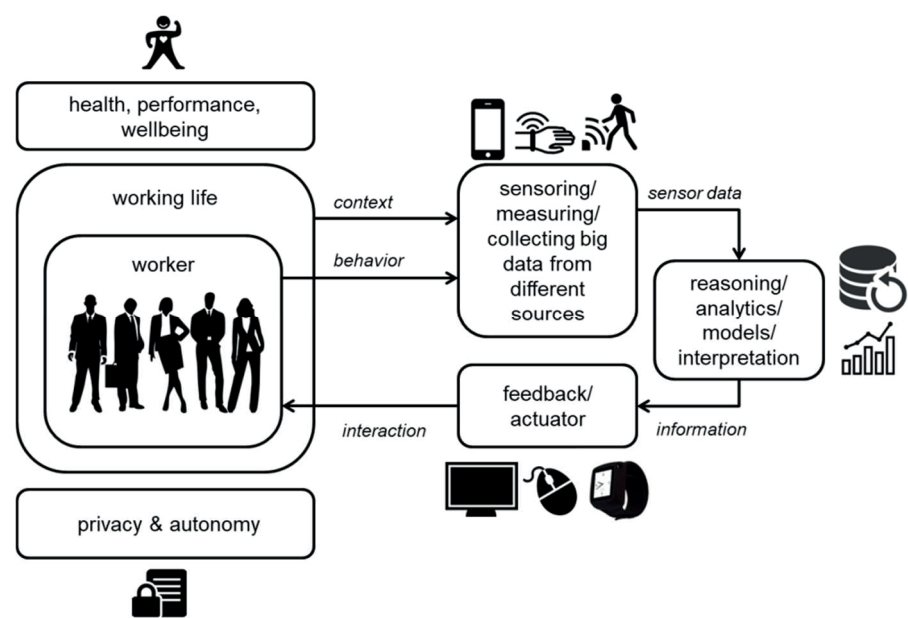 health, performance,
wellbeing
working life
worker
context
behavior
sensoring/
measuring/
collecting big
data from
different
sources
sensor data
reasoning/
analytics/
models/
interpretation
information
feedback/
actuator
interaction
privacy & autonomy